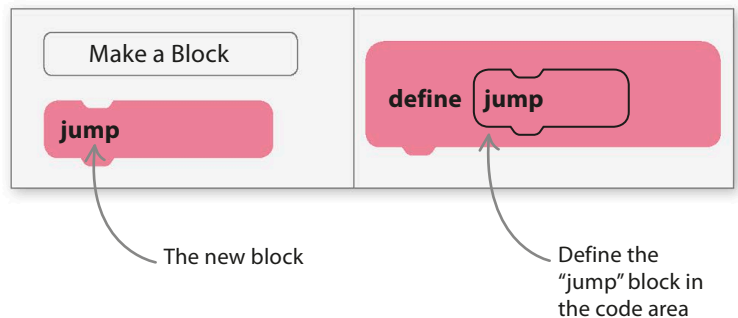 Make a Block
jump
define jump
The new block
Define the
“jump” block in
the code area